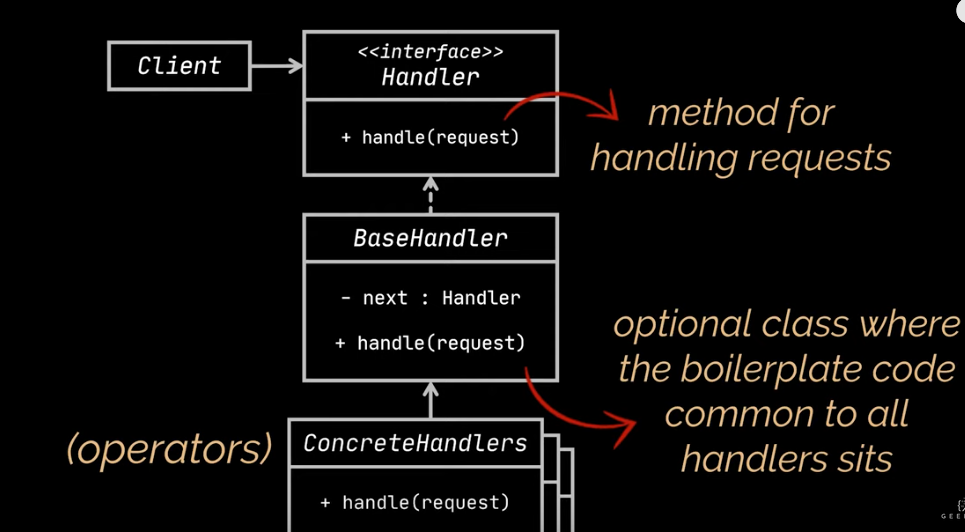 Client
<<interface>>
Handler
+ handle(request)
method for
handling requests
BaseHandler
- next : Handler
+ handle(request)
optional class where
the boilerplate code
common to all
handlers sits
(operators)
ConcreteHandlers
+ handle(request)